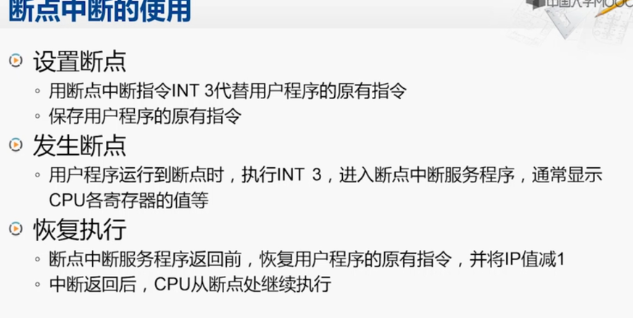 断点中断的使用
中国大学MOOC
设置断点
用断点中断指令INT 3代替用户程序的原有指令
保存用户程序的原有指令
发生断点
用户程序运行到断点时，执行INT 3，进入断点中断服务程序，通常显示
CPU各寄存器的值等
恢复执行
断点中断服务程序返回前，恢复用户程序的原有指令，并将IP值减1
中断返回后，CPU从断点处继续执行